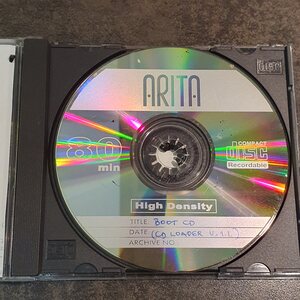 ARITA
80
min
COMPACT
disc
Recordable
High Density
TITLE BOOT CD
DATE (CD LOADER V.1.1)
ARCHIVE NO